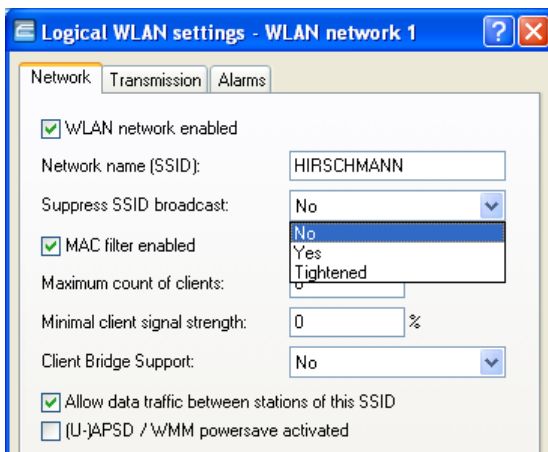 Logical WLAN settings - WLAN network 1
Network Transmission Alarms
WLAN network enabled
Network name (SSID): HIRSCHMANN
Suppress SSID broadcast: No
No
MAC filter enabled
Yes
Tightened
Maximum count of clients:
Minimal client signal strength: 0 %
Client Bridge Support: No
Allow data traffic between stations of this SSID
(U-)APSD / WMM powersave activated